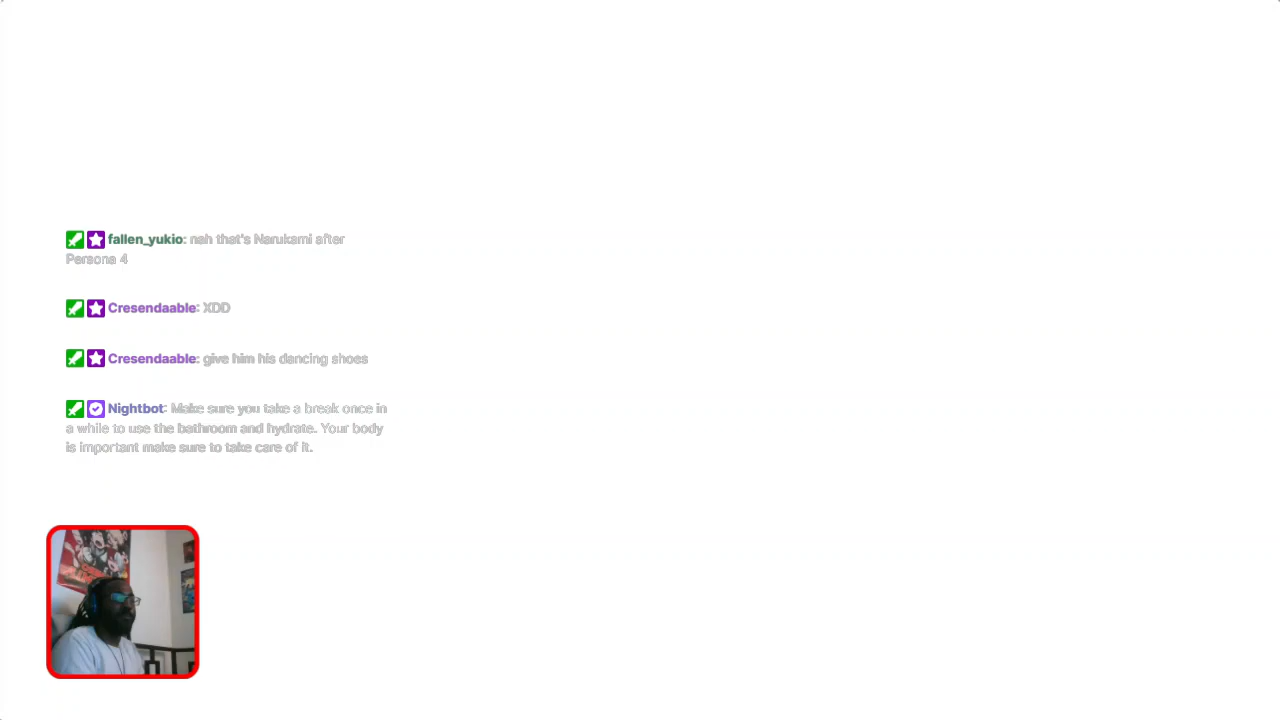 fallen_yukio: nah that's Narukami after
Persona 4
Cresendaable: XDD
Cresendaable: give him his dancing shoes
Nightbot: Make sure you take a break once in
a while to use the bathroom and hydrate. Your body
is important make sure to take care of it.